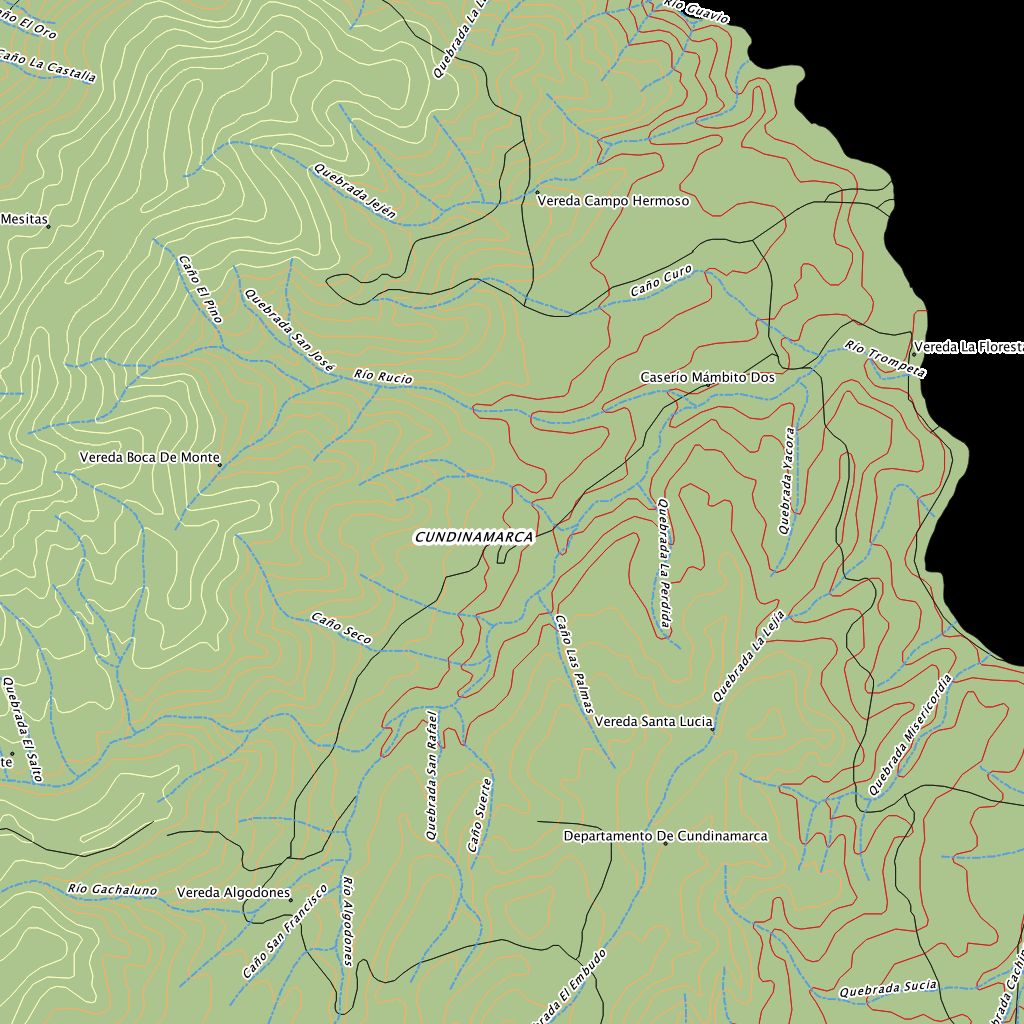 Río Guavio
Caño El Oro
Quebrada La L
Caño La Castalia
Quebrada Jején
Vereda Campo Hermoso
Mesitas
Caño El Pino
Caño Curo
Quebrada San José
Río Trompeta
Vereda La Floresta
Río Rucio
Caserío Mámbito Dos
Vereda Boca De Monte
Quebrada Yacora
Quebrada La Perdida
CUNDINAMARCA
Caño Seco
Caño Las Palmas
Quebrada La Lejía
Quebrada El Salto
Quebrada San Rafael
Vereda Santa Lucia
Quebrada Misericordia
te
Caño Suerte
Departamento De Cundinamarca
Río Gachaluno
Vereda Algodones
Caño San Francisco
Río Algodones
brada El Embudo
Quebrada Sucia
brada Cachi